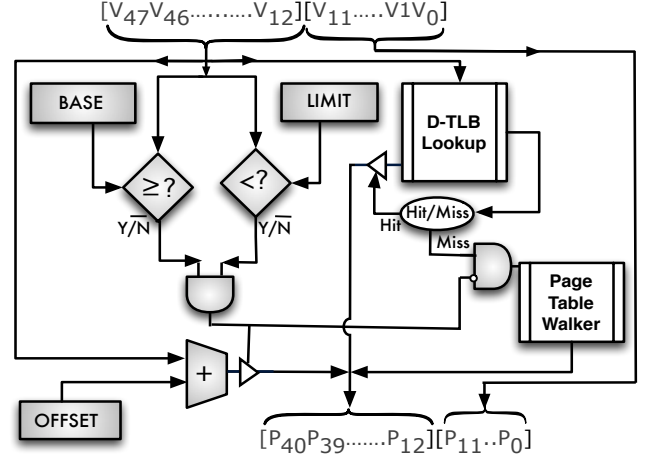 [V47V46..............V12][V11.....V1V0]
BASE
LIMIT
D-TLB
Lookup
≥?
<?
Hit/Miss
Hit
Y/N̅
Y/N̅
Miss
Page
Table
Walker
+
OFFSET
[P40P39.......P12][P11..P0]